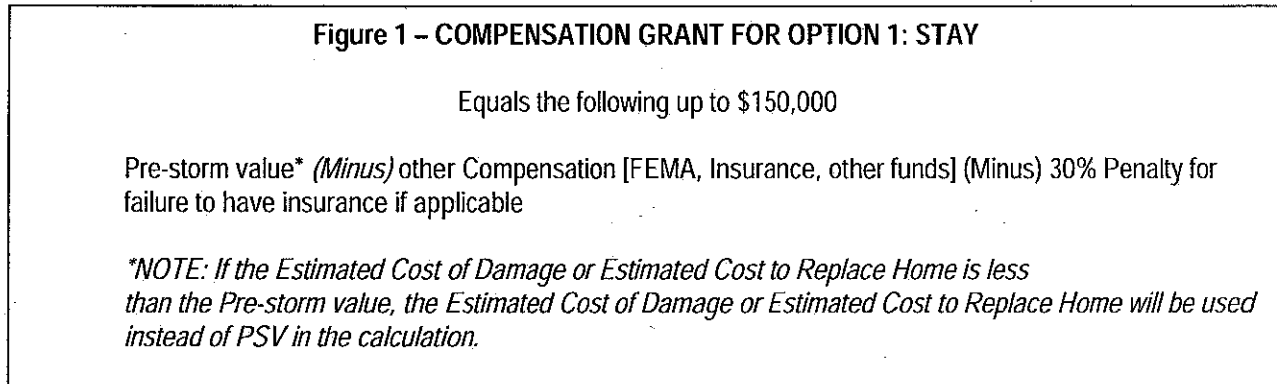 Figure 1 – COMPENSATION GRANT FOR OPTION 1: STAY
Equals the following up to $150,000
Pre-storm value* (Minus) other Compensation [FEMA, Insurance, other funds] (Minus) 30% Penalty for
failure to have insurance if applicable
*NOTE: If the Estimated Cost of Damage or Estimated Cost to Replace Home is less
than the Pre-storm value, the Estimated Cost of Damage or Estimated Cost to Replace Home will be used
instead of PSV in the calculation.